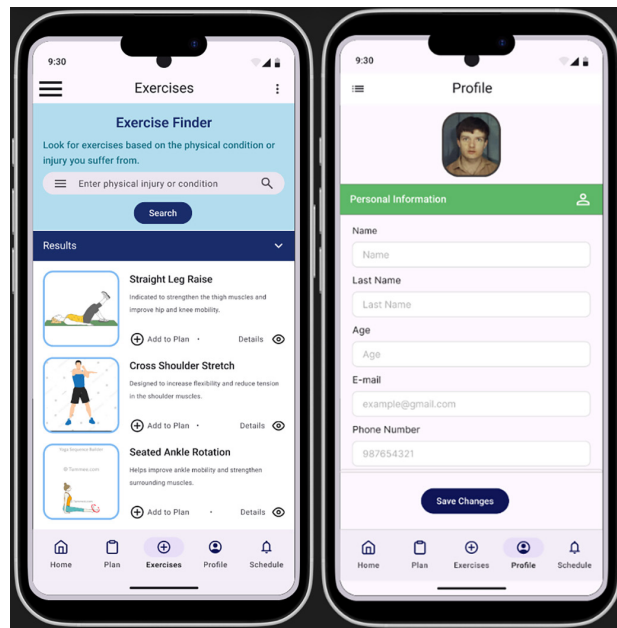 9:30
Exercises
Exercise Finder
Look for exercises based on the physical condition or
injury you suffer from.
Enter physical injury or condition
Search
Results
Straight Leg Raise
Indicated to strengthen the thigh muscles and
improve hip and knee mobility.
Add to Plan
Details
Cross Shoulder Stretch
Designed to increase flexibility and reduce tension
in the shoulder muscles.
Add to Plan
Details
Yoga Sequence Builder
© Tummee.com
Seated Ankle Rotation
Helps improve ankle mobility and strengthen
surrounding muscles.
Add to Plan
Details
Home Plan Exercises Profile Schedule
9:30
Profile
Personal Information
Name
Name
Last Name
Last Name
Age
Age
E-mail
example@gmail.com
Phone Number
987654321
Save Changes
Home Plan Exercises Profile Schedule